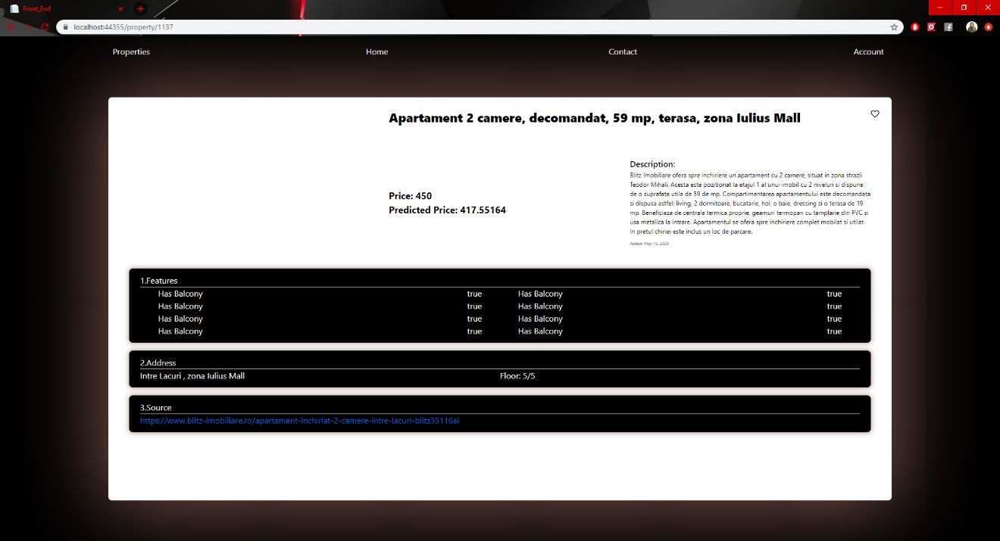 Front_End
localhost:44355/property/1137
Properties Home Contact Account
Apartament 2 camere, decomandat, 59 mp, terasa, zona Iulius Mall
Price: 450
Predicted Price: 417.55164
Description:
Blitz Imobiliare ofera spre inchiriere un apartament cu 2 camere, situat in zona strazii
Teodor Mihali. Acesta este pozitionat la etajul 1 al unui imobil cu 2 niveluri si dispune
de o suprafata utila de 59 de mp. Compartimentarea apartamentului este decomandata
si dispusa astfel: living, 2 dormitoare, bucatarie, hol, o baie, dressing si o terasa de 19
mp. Beneficiaza de centrala termica proprie, geamuri termopan cu tamplarie din PVC si
usa metalica la intrare. Apartamentul se ofera spre inchiriere complet mobilat si utilat.
In pretul chiriei este inclus un loc de parcare.
Added: May 16, 2020
1.Features
Has Balcony true Has Balcony true
Has Balcony true Has Balcony true
Has Balcony true Has Balcony true
Has Balcony true Has Balcony true
2.Address
Intre Lacuri , zona Iulius Mall Floor: 5/5
3.Source
https://www.blitz-imobiliare.ro/apartament-inchiriat-2-camere-intre-lacuri-blitz35116ai